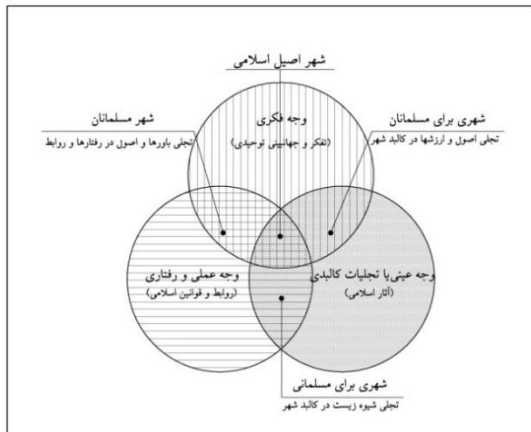 شهر اصیل اسلامی
شهری برای مسلمانان
تجلی اصول و ارزشها در کالبد شهر
شهر مسلمانان
تجلی باورها و اصول در رفتارها و روابط
وجه فکری
(تفکر و جهانبینی توحیدی)
وجه عینی یا تجلیات کالبدی
(آثار اسلامی)
وجه عملی و رفتاری
(روابط و قوانین اسلامی)
شهری برای مسلمانی
تجلی شیوه زیست در کالبد شهر